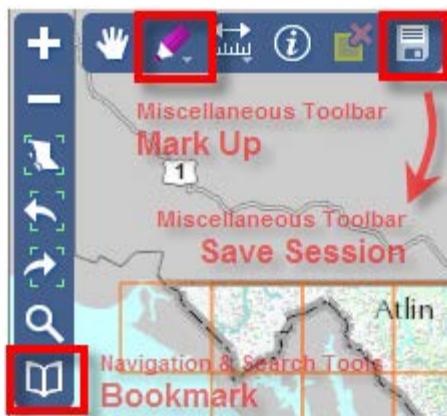 Miscellaneous Toolbar
Mark Up
1
Miscellaneous Toolbar
Save Session
Atlin
Navigation & Search Tools
Bookmark